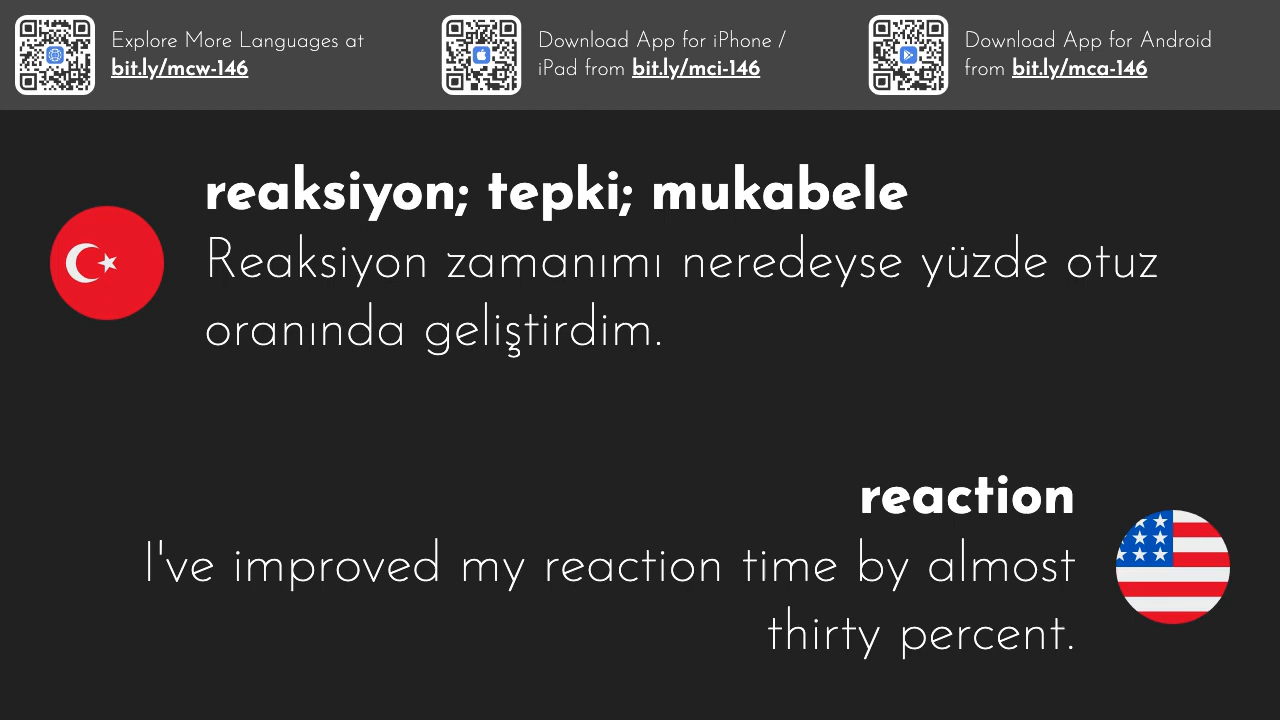 Explore More Languages at
bit.ly/mcw-146
Download App for iPhone /
iPad from bit.ly/mci-146
Download App for Android
from bit.ly/mca-146
reaksiyon; tepki; mukabele
Reaksiyon zamanımı neredeyse yüzde otuz
oranında geliştirdim.
reaction
I've improved my reaction time by almost
thirty percent.